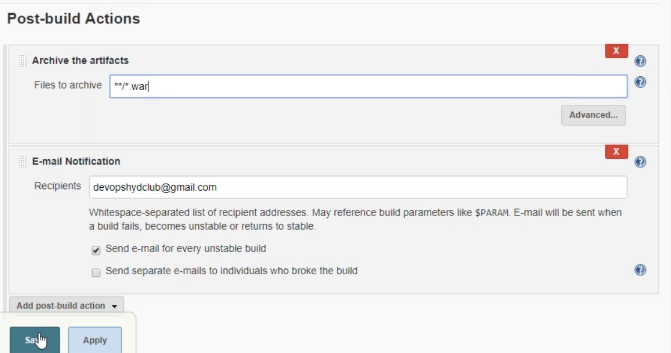 Post-build Actions
X
Archive the artifacts
Files to archive **/*.war
Advanced...
X
E-mail Notification
Recipients devopshydclub@gmail.com
Whitespace-separated list of recipient addresses. May reference build parameters like $PARAM. E-mail will be sent when
a build fails, becomes unstable or returns to stable.
Send e-mail for every unstable build
Send separate e-mails to individuals who broke the build
Add post-build action
Apply